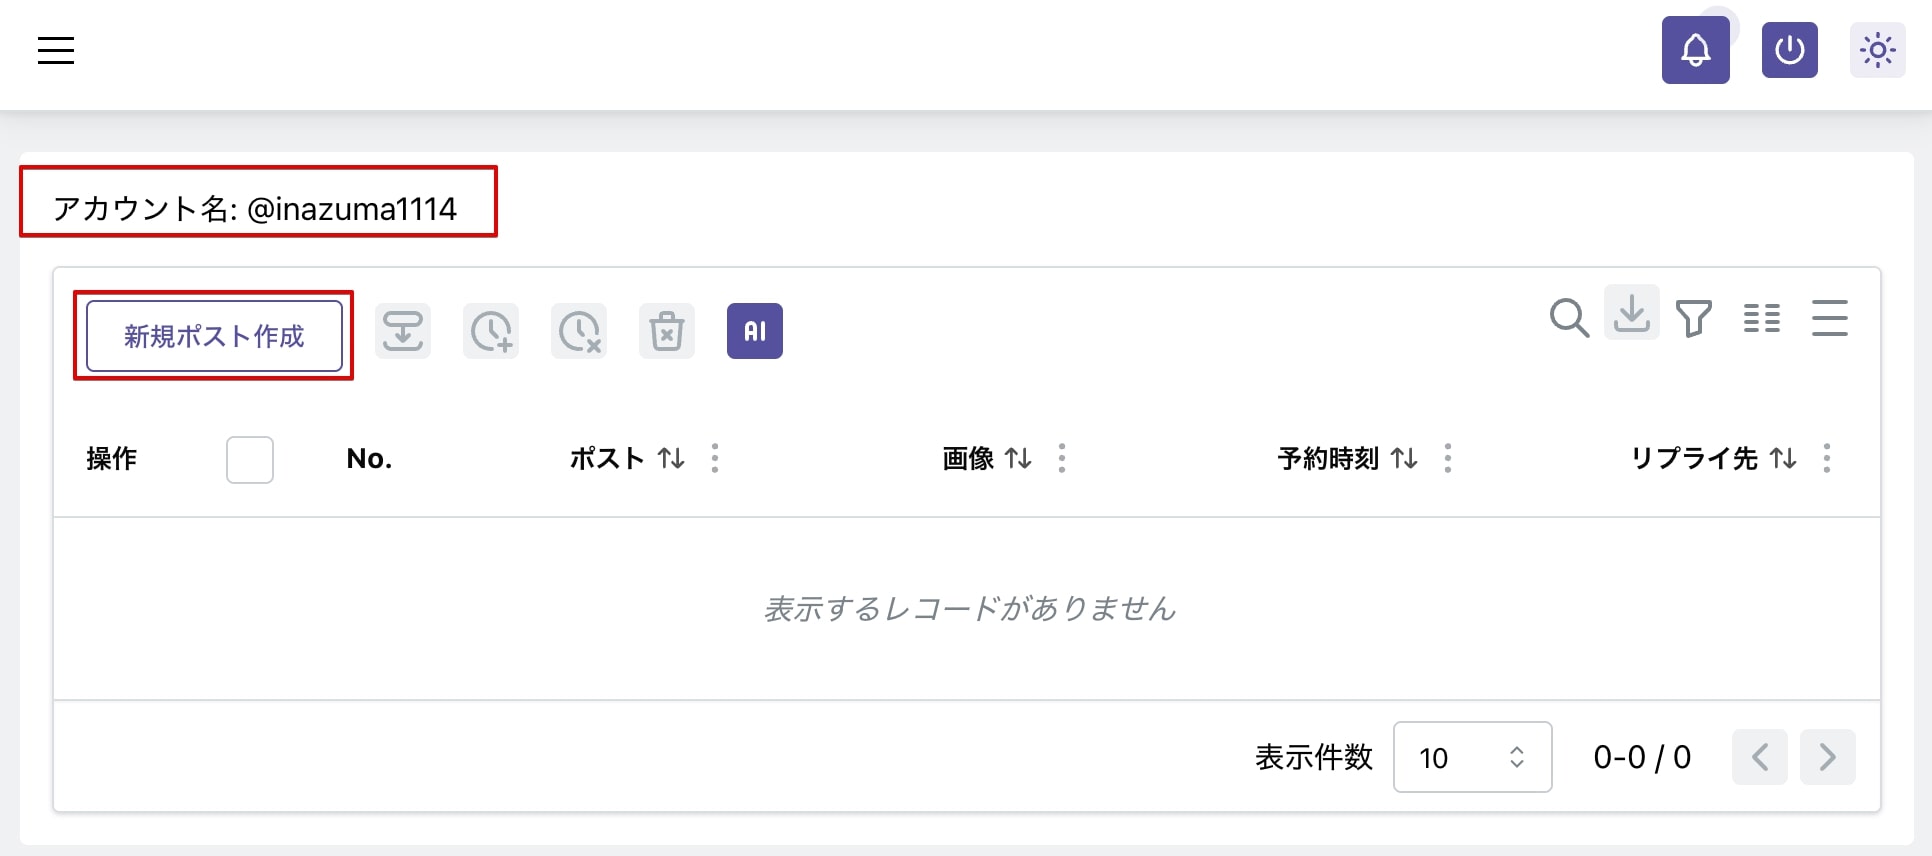 アカウント名: @inazuma1114
新規ポスト作成 AI
操作 No. ポスト 画像 予約時刻 リプライ先
表示するレコードがありません
表示件数 10 0-0 / 0